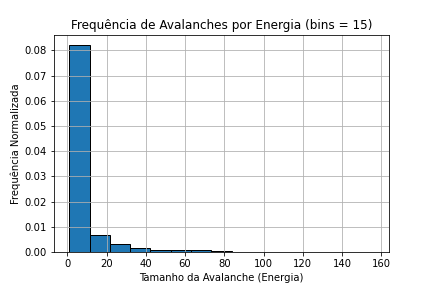 Frequência de Avalanches por Energia (bins = 15)
Frequência Normalizada
0.08
0.07
0.06
0.05
0.04
0.03
0.02
0.01
0.00
0 20 40 60 80 100 120 140 160
Tamanho da Avalanche (Energia)